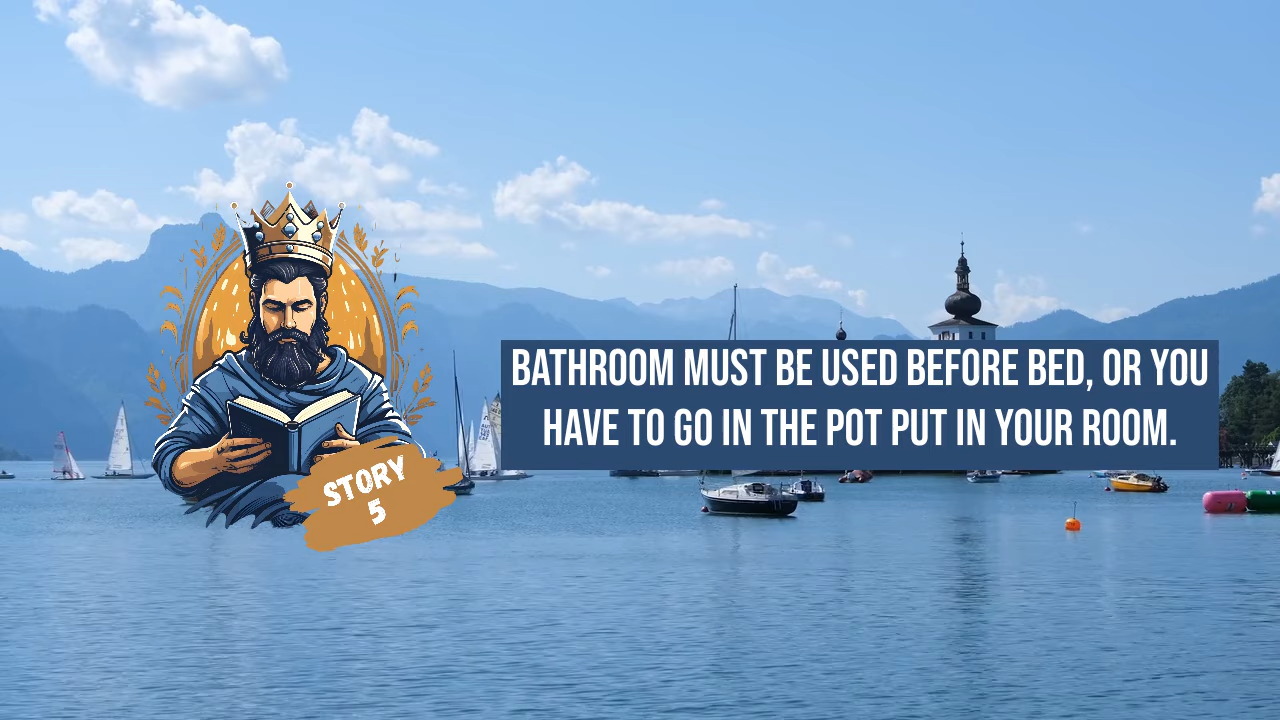 BATHROOM MUST BE USED BEFORE BED, OR YOU
HAVE TO GO IN THE POT PUT IN YOUR ROOM.
STORY
5